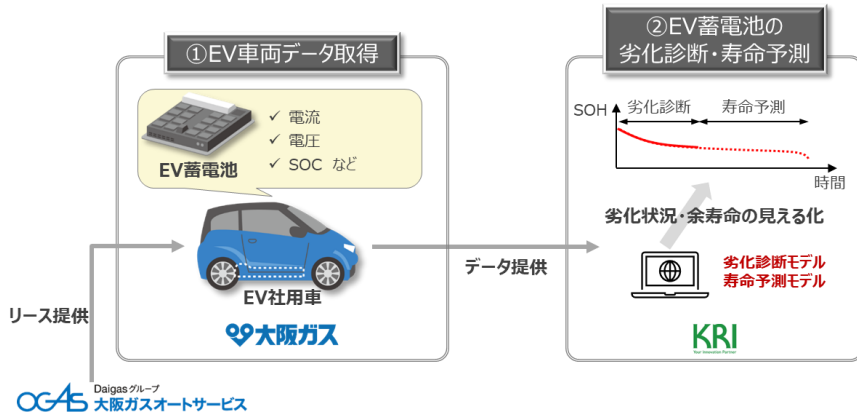 ①EV車両データ取得
✓ 電流
✓ 電圧
✓ SOC など
EV蓄電池
EV社用車
大阪ガス
リース提供
OGAS Daigasグループ
大阪ガスオートサービス
データ提供
②EV蓄電池の
劣化診断・寿命予測
SOH
劣化診断
寿命予測
時間
劣化状況・余寿命の見える化
劣化診断モデル
寿命予測モデル
KRI
Your Innovation Partner